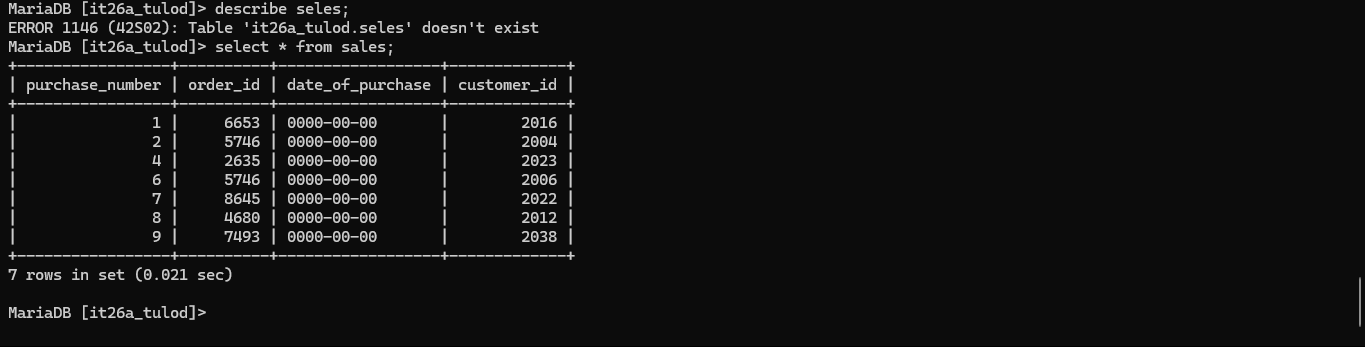 MariaDB [it26a_tulod]> describe seles;
ERROR 1146 (42S02): Table 'it26a_tulod.seles' doesn't exist
MariaDB [it26a_tulod]> select * from sales;
+-----------------+----------+------------------+-------------+
| purchase_number | order_id | date_of_purchase | customer_id |
+-----------------+----------+------------------+-------------+
|               1 |     6653 | 0000-00-00       |        2016 |
|               2 |     5746 | 0000-00-00       |        2004 |
|               4 |     2635 | 0000-00-00       |        2023 |
|               6 |     5746 | 0000-00-00       |        2006 |
|               7 |     8645 | 0000-00-00       |        2022 |
|               8 |     4680 | 0000-00-00       |        2012 |
|               9 |     7493 | 0000-00-00       |        2038 |
+-----------------+----------+------------------+-------------+
7 rows in set (0.021 sec)
MariaDB [it26a_tulod]>